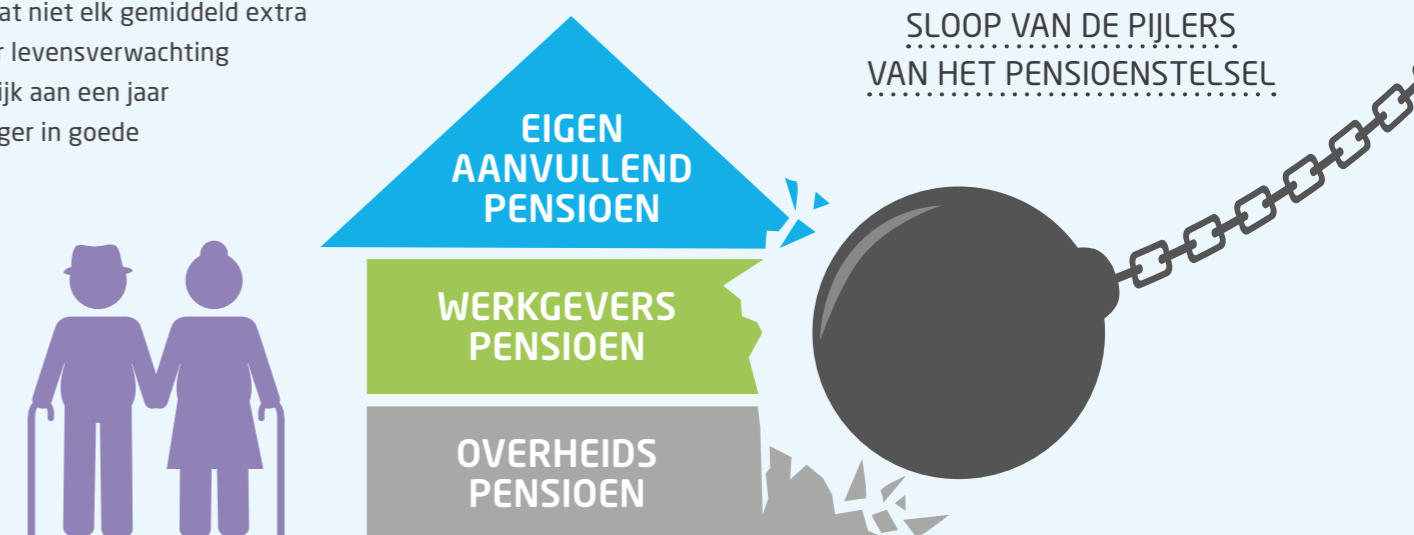 at niet elk gemiddeld extra
r levensverwachting
ijk aan een jaar
ger in goede
SLOOP VAN DE PIJLERS
VAN HET PENSIOENSTELSEL
EIGEN
AANVULLEND
PENSIOEN
WERKGEVERS
PENSIOEN
OVERHEIDS
PENSIOEN